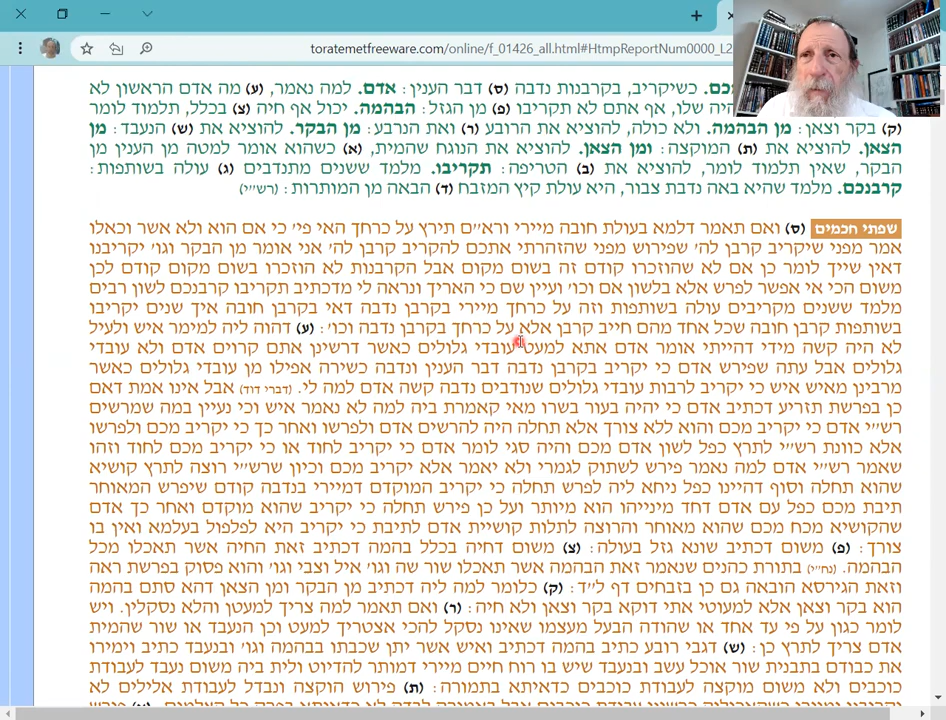 toratemetfreeware.com/online/f_01426_all.html#HtmpReportNum0000_L2
כשיקריב, בקרבנות נדבה (ס) דבר הענין: אדם. למה נאמר, (ע) מה אדם הראשון לא
שלו, אף אתם לא תקריבו (פ) מן הגזל: הבהמה. יכול אף חיה (צ) בכלל, תלמוד לומר
(ק) בקר וצאן: מן הבהמה. ולא כולה, להוציא את הרובע (ר) ואת הנרבע: מן הבקר. להוציא את (ש) הנעבד: מן
הצאן. להוציא את (ת) המוקצה: ומן הצאן. להוציא את הנוגח שהמית, (א) כשהוא אומר למטה מן הענין מן
הבקר, שאין תלמוד לומר, להוציא את (ב) הטריפה: תקריבו. מלמד ששנים מתנדבים (ג) עולה בשותפות:
קרבנכם. מלמד שהיא באה נדבת צבור, היא עולת קיץ המזבח (ד) הבאה מן המותרות: (רש״י)
שפתי חכמים (ס) ואם תאמר דלמא בעולת חובה מיירי ורא״ם תירץ על כרחך האי פי׳ כי אם הוא ולא אשר וכאלו
אמר מפני שיקריב קרבן לה׳ שפירוש מפני שהזהרתי אתכם להקריב קרבן לה׳ אני אומר מן הבקר וגו׳ יקריבנו
דאין שייך לומר כן אם לא שהוזכרו קודם זה בשום מקום אבל הקרבנות לא הוזכרו בשום מקום קודם לכן
משום הכי אי אפשר לפרש אלא בלשון אם וכו׳ ועיין שם כי האריך ונראה לי מדכתיב תקריבו קרבנכם לשון רבים
מלמד ששנים מקריבים עולה בשותפות וזה על כרחך מיירי בקרבן נדבה דאי בקרבן חובה איך שנים יקריבו
בשותפות קרבן חובה שכל אחד מהם חייב קרבן אלא על כרחך בקרבן נדבה וכו׳: (ע) דהוה ליה למימר איש ולעיל
לא היה קשה מידי דהייתי אומר אדם אתא למעט עובדי גלולים כאשר דרשינן אתם קרוים אדם ולא עובדי
גלולים אבל עתה שפירש אדם כי יקריב בקרבן נדבה דבר הענין ונדבה כשירה אפילו מן עובדי גלולים כאשר
מרבינן מאיש איש כי יקריב לרבות עובדי גלולים שנודבים נדבה קשה אדם למה לי. (דברי דוד) אבל אינו אמת דאם
כן בפרשת תזריע דכתיב אדם כי יהיה בעור בשרו מאי קאמרת ביה למה לא נאמר איש וכי נעיין במה שמרשים
רש״י אדם כי יקריב מכם והוא ללא צורך אלא תחלה היה להרשים אדם ולפרשו ואחר כך כי יקריב מכם ולפרשו
אלא כוונת רש״י לתרץ כפל לשון אדם מכם והיה סגי לומר אדם כי יקריב לחוד או כי יקריב מכם לחוד וזהו
שאמר רש״י אדם למה נאמר פירש לשתוק לגמרי ולא יאמר אלא יקריב מכם וכיון שרש״י רוצה לתרץ קושיא
שהוא תחלה וסוף דהיינו כפל ניחא ליה לפרש תחלה כי יקריב המוקדם דמיירי בנדבה קודם שיפרש המאוחר
תיבת מכם כפל עם אדם דחד מינייהו הוא מיותר ועל כן פירש תחלה כי יקריב שהוא מוקדם ואחר כך אדם
שהקושיא מכח מכם שהוא מאוחר והרוצה לתלות קושיית אדם לתיבת כי יקריב היא לפלפול בעלמא ואין בו
צורך: (פ) משום דכתיב שונא גזל בעולה: (צ) משום דחיה בכלל בהמה דכתיב זאת החיה אשר תאכלו מכל
הבהמה. (נח״י) בתורת כהנים שנאמר זאת הבהמה אשר תאכלו שור שה וגו׳ איל וצבי וגו׳ והוא פסוק בפרשת ראה
וזאת הגירסא הובאה גם כן בזבחים דף ל״ד: (ק) כלומר למה ליה דכתיב מן הבקר ומן הצאן דהא סתם בהמה
הוא בקר וצאן אלא למעוטי אתי דוקא בקר וצאן ולא חיה: (ר) ואם תאמר למה צריך למעטן והלא נסקלין. ויש
לומר כגון על פי עד אחד או שהודה הבעל מעצמו שאינו נסקל להכי אצטריך למעט וכן הנעבד או שור שהמית
אדם צריך לתרץ כן: (ש) דגבי רובע כתיב בהמה דכתיב ואיש אשר יתן שכבתו בבהמה וגו׳ ובנעבד כתיב וימירו
את כבודם בתבנית שור אוכל עשב ובנעבד שיש בו רוח חיים מיירי דמותר להדיוט ולית ביה משום נעבד לעבודת
כוכבים ולא משום מוקצה לעבודת כוכבים כדאיתא בתמורה: (ת) פירוש הוקצה ונבדל לעבודת אלילים לא